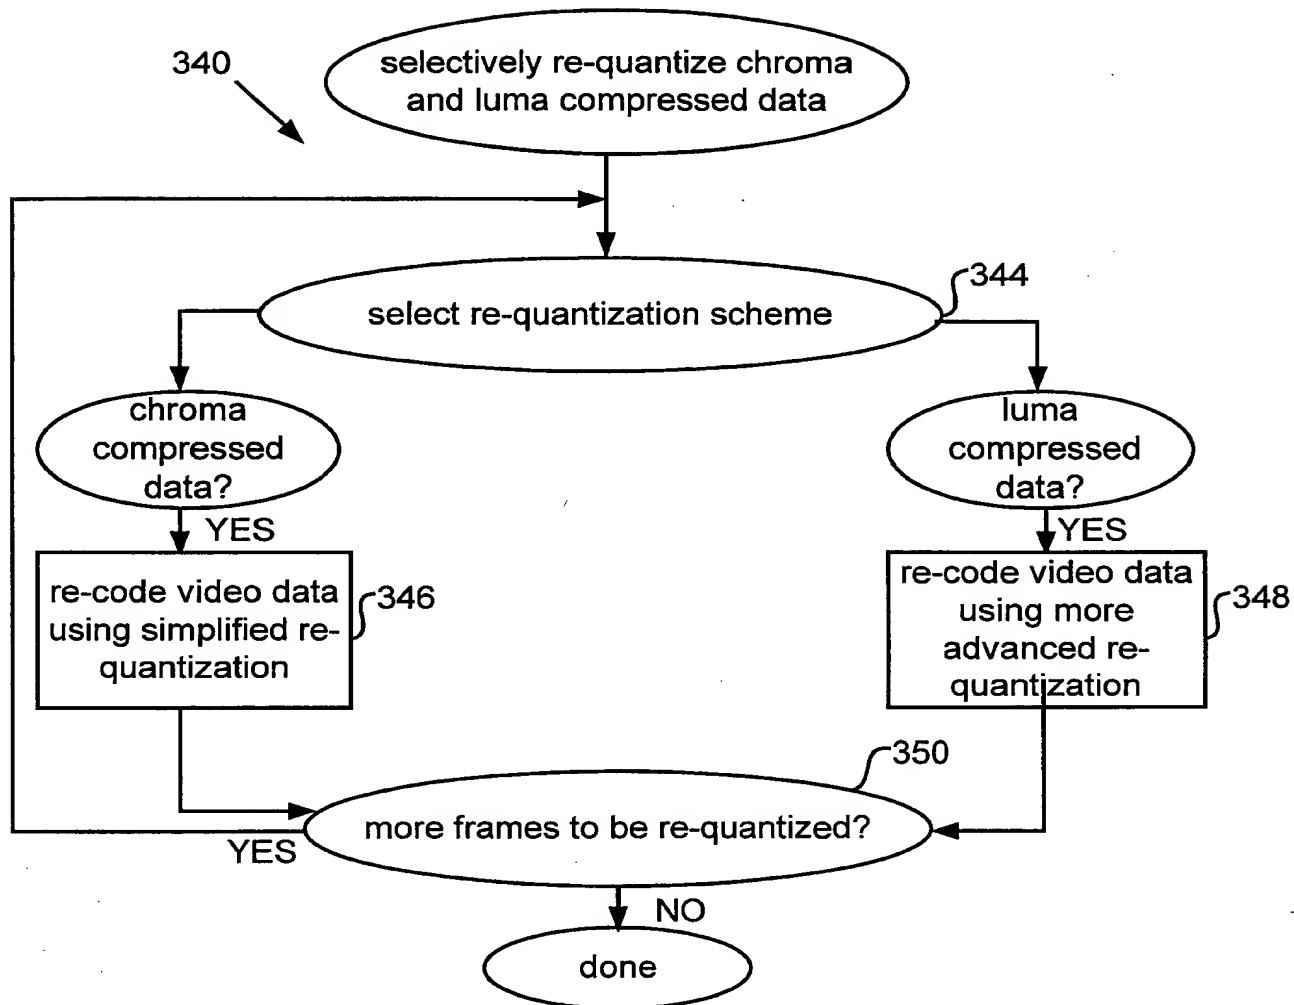 340
selectively re-quantize chroma
and luma compressed data
344
select re-quantization scheme
chroma
compressed
data?
YES
re-code video data
using simplified re-
quantization
346
luma
compressed
data?
YES
re-code video data
using more
advanced re-
quantization
348
350
more frames to be re-quantized?
YES
NO
done